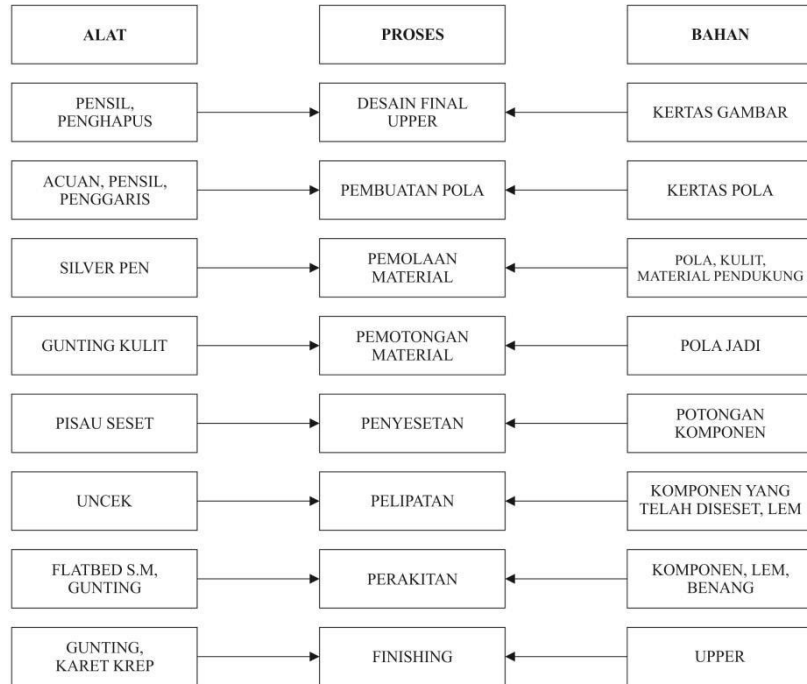 ALAT
PROSES
BAHAN
PENSIL,
PENGHAPUS
DESAIN FINAL
UPPER
KERTAS GAMBAR
ACUAN, PENSIL,
PENGGARIS
PEMBUATAN POLA
KERTAS POLA
SILVER PEN
PEMOLAAN
MATERIAL
POLA, KULIT,
MATERIAL PENDUKUNG
GUNTING KULIT
PEMOTONGAN
MATERIAL
POLA JADI
PISAU SESET
PENYESETAN
POTONGAN
KOMPONEN
UNCEK
PELIPATAN
KOMPONEN YANG
TELAH DISESET, LEM
FLATBED S.M,
GUNTING
PERAKITAN
KOMPONEN, LEM,
BENANG
GUNTING,
KARET KREP
FINISHING
UPPER